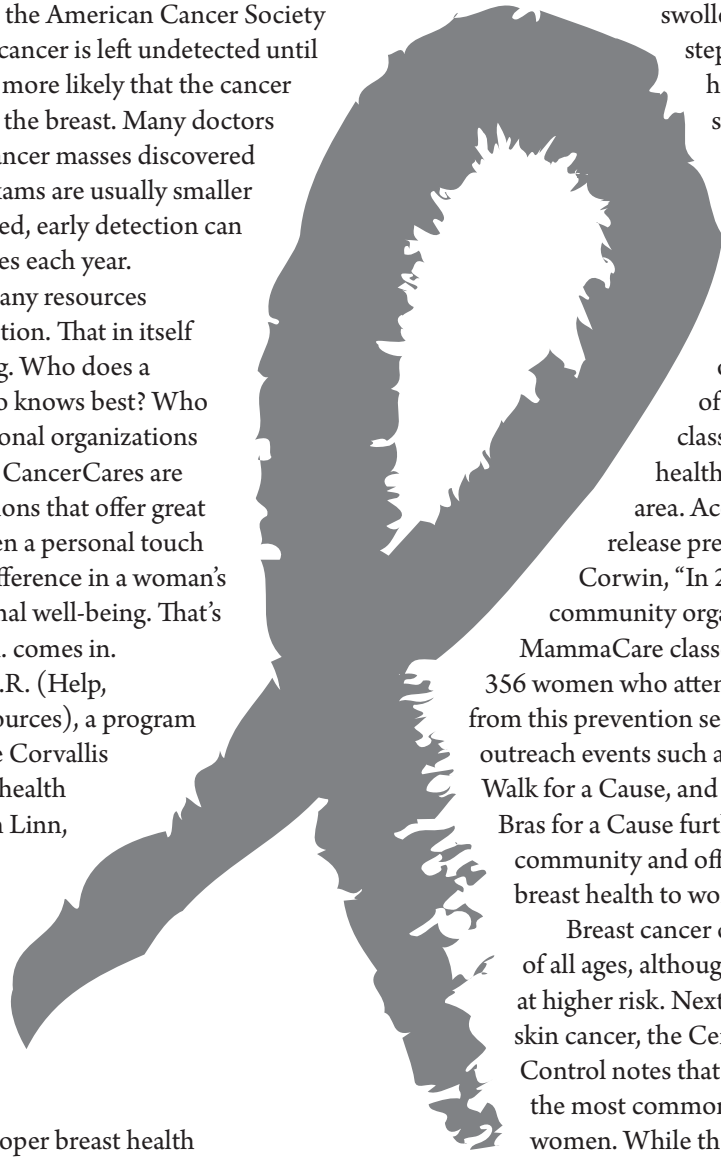 the American Cancer Society
cancer is left undetected until
more likely that the cancer
the breast. Many doctors
ancer masses discovered
ams are usually smaller
ed, early detection can
es each year.
any resources
tion. That in itself
g. Who does a
o knows best? Who
onal organizations
CancerCares are
ions that offer great
en a personal touch
fference in a woman's
nal well-being. That's
. comes in.
.R. (Help,
ources), a program
e Corvallis
health
n Linn,
oper breast health
swolle
step
h
s
o
of
class
health
area. Ac
release pre
Corwin, “In 2
community orga
MammaCare class
356 women who atten
from this prevention se
outreach events such a
Walk for a Cause, and
Bras for a Cause furth
community and off
breast health to wo
Breast cancer c
of all ages, althoug
at higher risk. Next
skin cancer, the Cen
Control notes that
the most common
women. While th